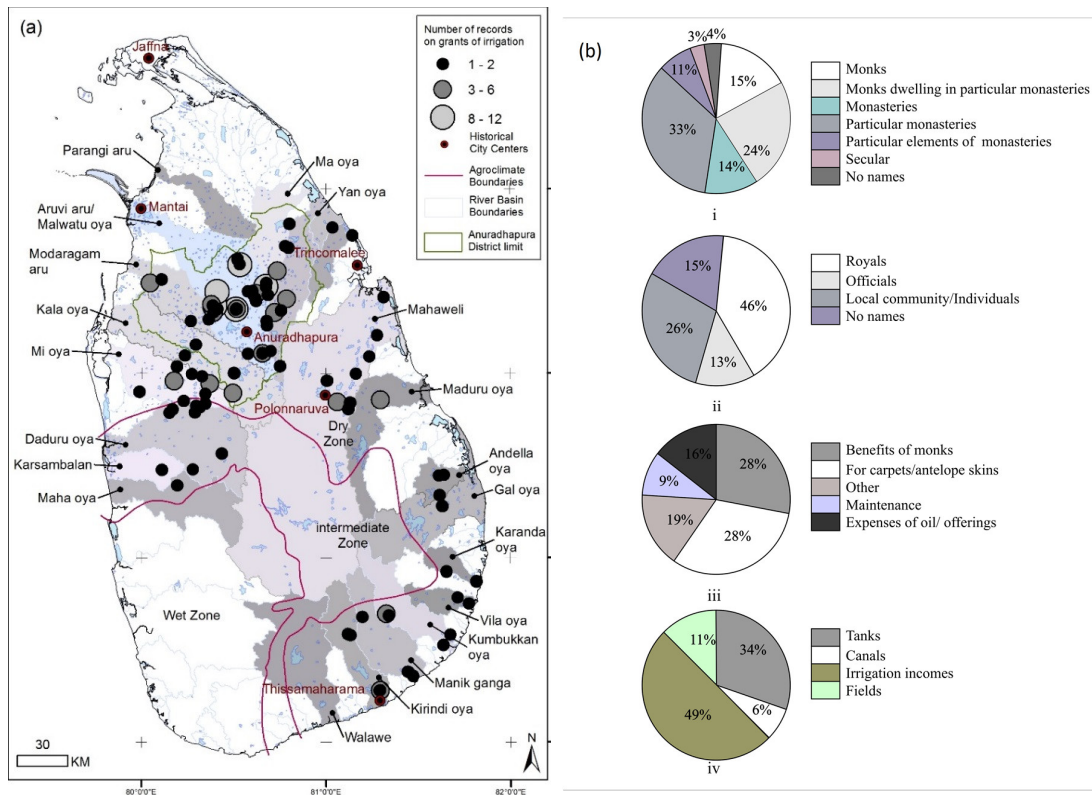 (a)
Number of records
on grants of irrigation
1 - 2
3 - 6
8 - 12
Historical
City Centers
Agroclimate
Boundaries
River Basin
Boundaries
Anuradhapura
District limit
Jaffna
Parangi aru
Mantai
Aruvi aru/
Malwatu oya
Modaragam
aru
Kala oya
Mi oya
Daduru oya
Karsambalan
Maha oya
Ma oya
Yan oya
Trincomalee
Mahaweli
Anuradhapura
Polonnaruva
Maduru oya
Dry
Zone
Andella
oya
Gal oya
intermediate
Zone
Karanda
oya
Wet Zone
Vila oya
Kumbukkan
oya
Manik ganga
Thissamaharama
Kirindi oya
Walawe
30
KM
N
80°0'0"E
81°0'0"E
82°0'0"E
(b)
3%
4%
11%
15%
33%
24%
14%
i
Monks
Monks dwelling in particular monasteries
Monasteries
Particular monasteries
Particular elements of monasteries
Secular
No names
15%
46%
26%
13%
ii
Royals
Officials
Local community/Individuals
No names
16%
28%
9%
19%
28%
iii
Benefits of monks
For carpets/antelope skins
Other
Maintenance
Expenses of oil/ offerings
11%
34%
6%
49%
iv
Tanks
Canals
Irrigation incomes
Fields